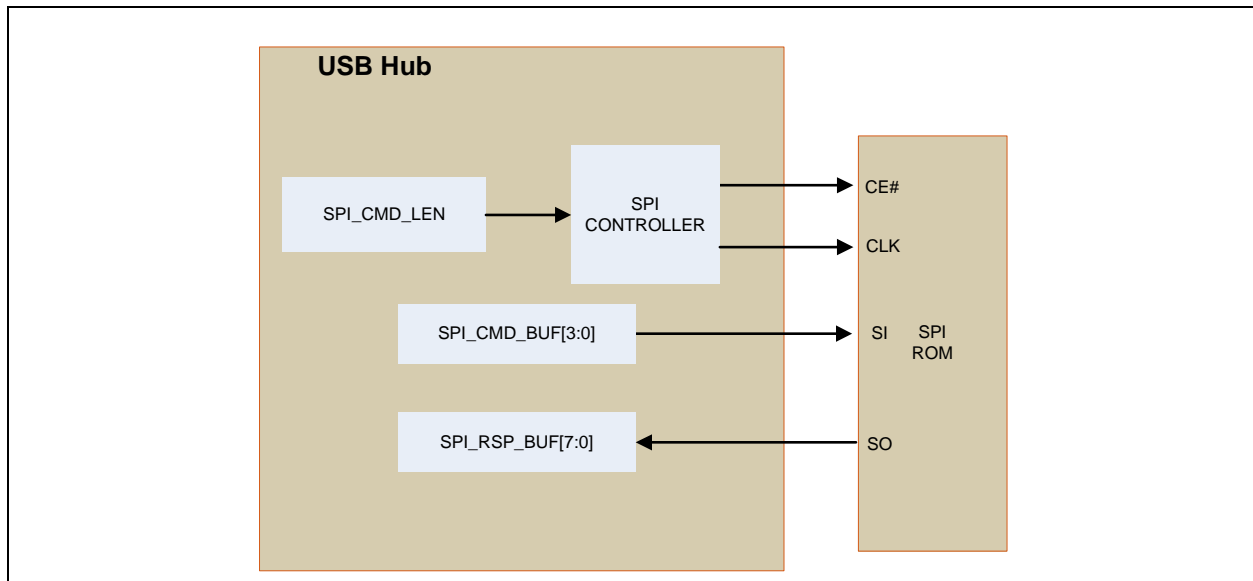 USB Hub
SPI_CMD_LEN
SPI
CONTROLLER
CE#
CLK
SPI_CMD_BUF[3:0]
SI
SPI
ROM
SPI_RSP_BUF[7:0]
SO